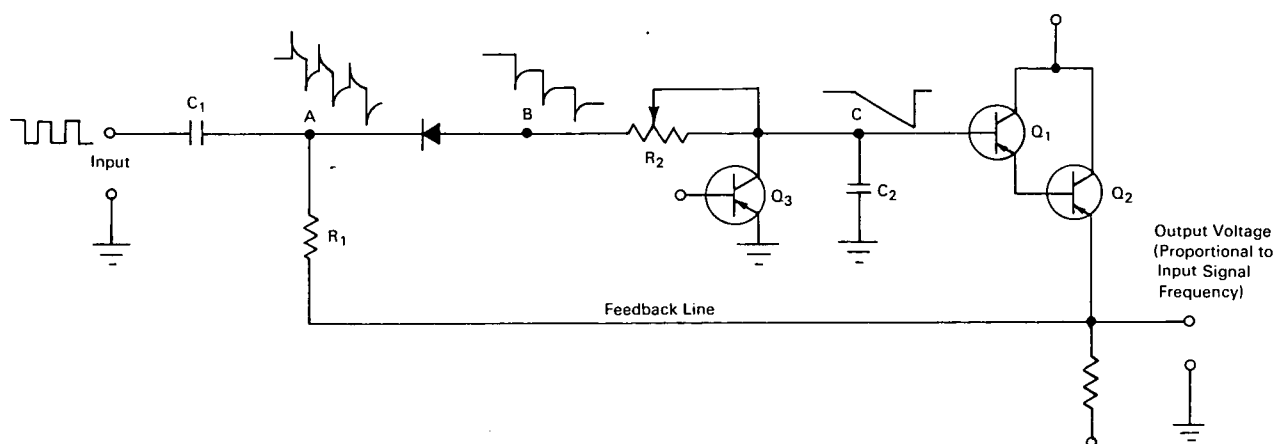 C1
A
B
C
Input
R1
R2
Q3
C2
Q1
Q2
Output Voltage
(Proportional to
Input Signal
Frequency)
Feedback Line